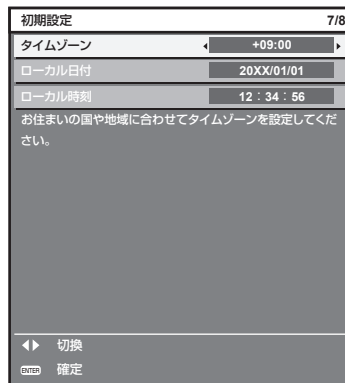 初期設定 7/8
タイムゾーン +09:00
ローカル日付 20XX/01/01
ローカル時刻 12：34：56
お住まいの国や地域に合わせてタイムゾーンを設定してくだ
さい。
切換
ENTER 確定